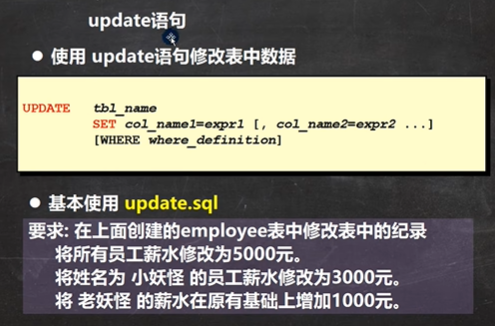 update语句
● 使用 update语句修改表中数据
UPDATE tbl_name
SET col_name1=expr1 [, col_name2=expr2 ...]
[WHERE where_definition]
● 基本使用 update.sql
要求: 在上面创建的employee表中修改表中的纪录
将所有员工薪水修改为5000元。
将姓名为 小妖怪 的员工薪水修改为3000元。
将 老妖怪 的薪水在原有基础上增加1000元。